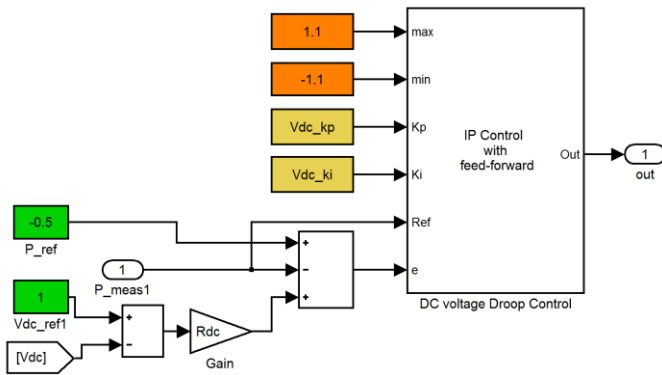 1.1
max
-1.1
min
Vdc_kp
Kp
IP Control
with
feed-forward
Out
1
out
Vdc_ki
Ki
-0.5
P_ref
Ref
+
−
+
1
P_meas1
e
DC voltage Droop Control
1
Vdc_ref1
+
−
Rdc
Gain
[Vdc]